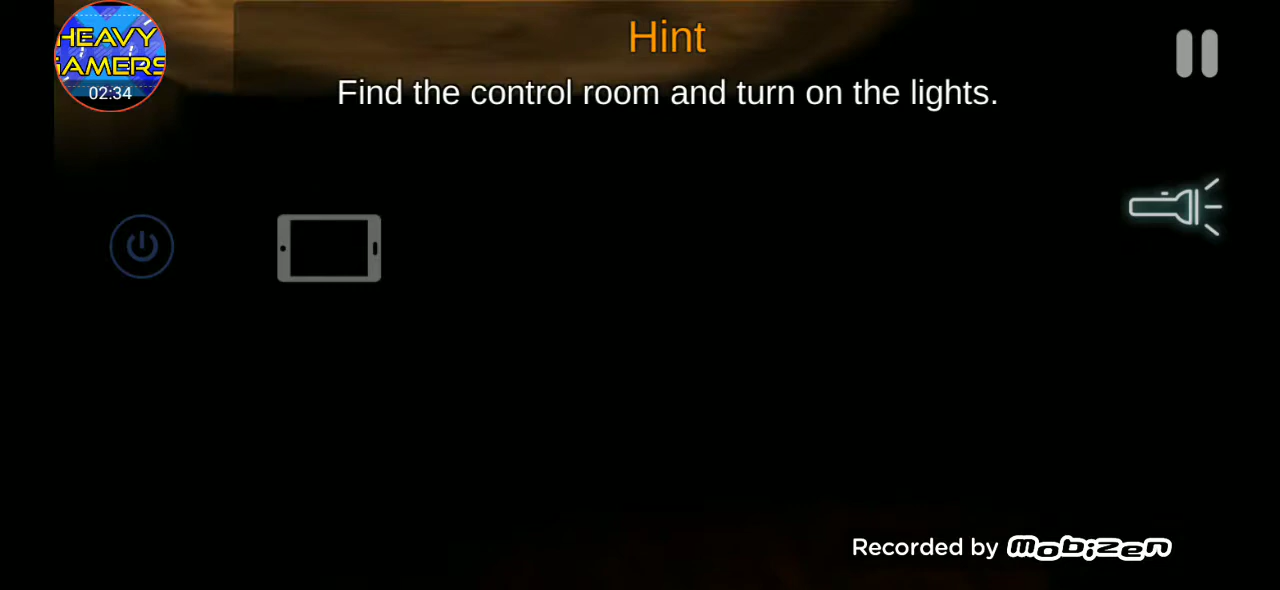 HEAVY
GAMERS
02:34
Hint
Find the control room and turn on the lights.
Recorded by mobizen